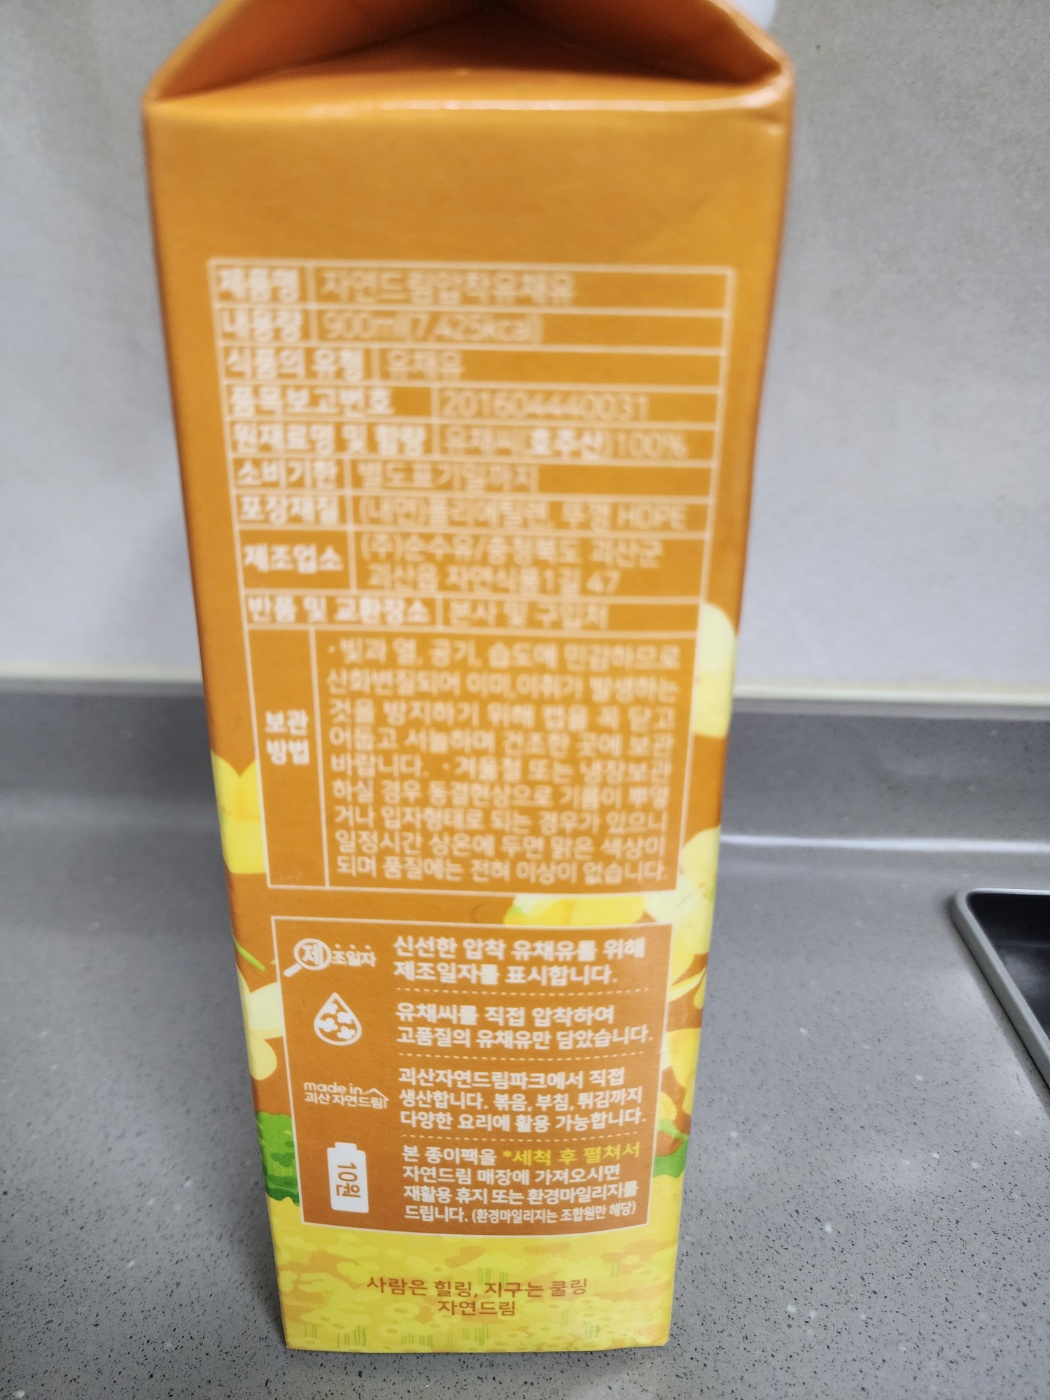 제품명 자연드림압착유채유
내용량 900ml(7,425kcal)
식품의 유형 유채유
품목보고번호 2016044440031
원재료명 및 함량 유채씨(호주산)100%
소비기한 별도표기일까지
포장재질 (내면)폴리에틸렌, 뚜껑 HDPE
제조업소 (주)순수유/충청북도 괴산군
괴산읍 자연식품1길 47
반품 및 교환장소 본사 및 구입처
보관
방법
·빛과 열, 공기, 습도에 민감하므로
산화변질되어 이미,이취가 발생하는
것을 방지하기 위해 캡을 꼭 닫고
어둡고 서늘하며 건조한 곳에 보관
바랍니다. ·겨울철 또는 냉장보관
하실 경우 동결현상으로 기름이 뿌옇
거나 입자형태로 되는 경우가 있으나
일정시간 상온에 두면 맑은 색상이
되며 품질에는 전혀 이상이 없습니다.
제조일자
신선한 압착 유채유를 위해
제조일자를 표시합니다.
유채씨를 직접 압착하여
고품질의 유채유만 담았습니다.
made in
괴산자연드림
괴산자연드림파크에서 직접
생산합니다. 볶음,부침,튀김까지
다양한 요리에 활용 가능합니다.
10원
본 종이팩을 *세척 후 펼쳐서
자연드림 매장에 가져오시면
재활용 휴지 또는 환경마일리지를
드립니다. (환경마일리지는 조합원만 해당)
사람은 힐링, 지구는 쿨링
자연드림